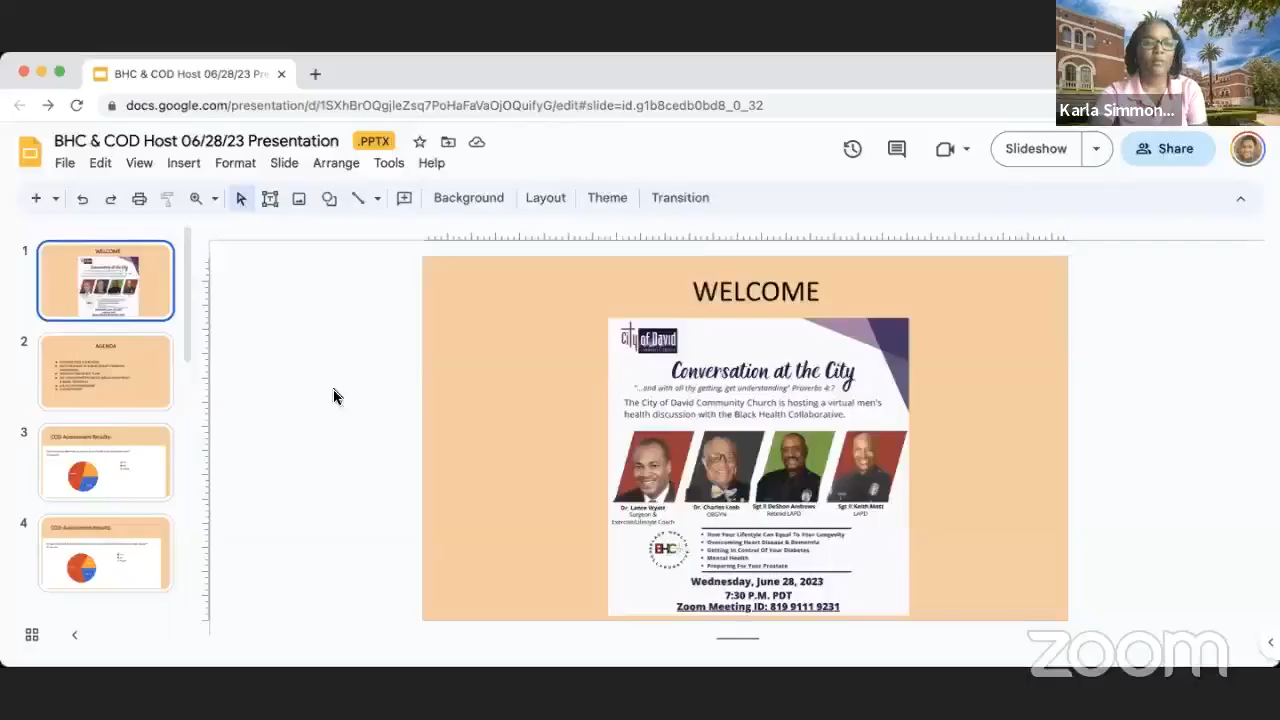 Karla Simmon...
BHC & COD Host 06/28/23 Pre
docs.google.com/presentation/d/1SXhBrOQgjleZsq7PoHaFaVaOjOQuifyG/edit#slide=id.g1b8cedb0bd8_0_32
BHC & COD Host 06/28/23 Presentation .PPTX
File Edit View Insert Format Slide Arrange Tools Help
Slideshow
Share
Background Layout Theme Transition
1
WELCOME
Conversation at the City
2
AGENDA
3
COD Assessment Results
4
COD Assessment Results
WELCOME
city of David
Conversation at the City
"...and with all thy getting, get understanding" Proverbs 4:7
The City of David Community Church is hosting a virtual men's
health discussion with the Black Health Collaborative.
Dr. Lance Wyatt Dr. Charles Sgt II DeShon Andrews Sgt II Keith Mott
Surgeon & OBGYN Retired LAPD LAPD
Exercise/Lifestyle Coach
BHC
• How Your Lifestyle Can Equal To Your Longevity
• Overcoming Heart Disease & Dementia
• Getting In Control Of Your Diabetes
• Mental Health
• Preparing For Your Prostate
Wednesday, June 28, 2023
7:30 P.M. PDT
Zoom Meeting ID: 819 9111 9231
zoom